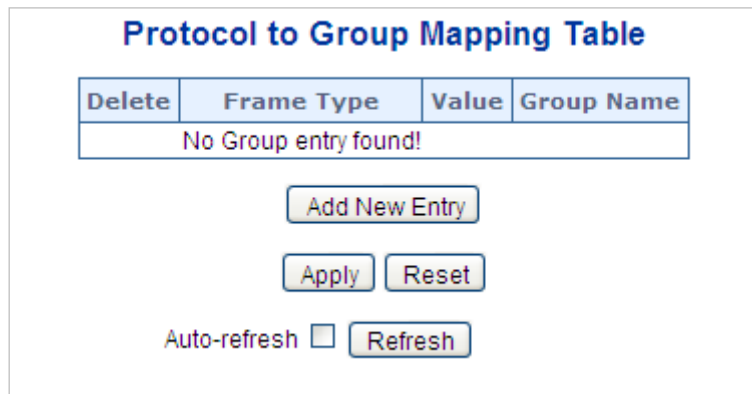 Protocol to Group Mapping Table
Delete Frame Type Value Group Name
No Group entry found!
Add New Entry
Apply Reset
Auto-refresh Refresh